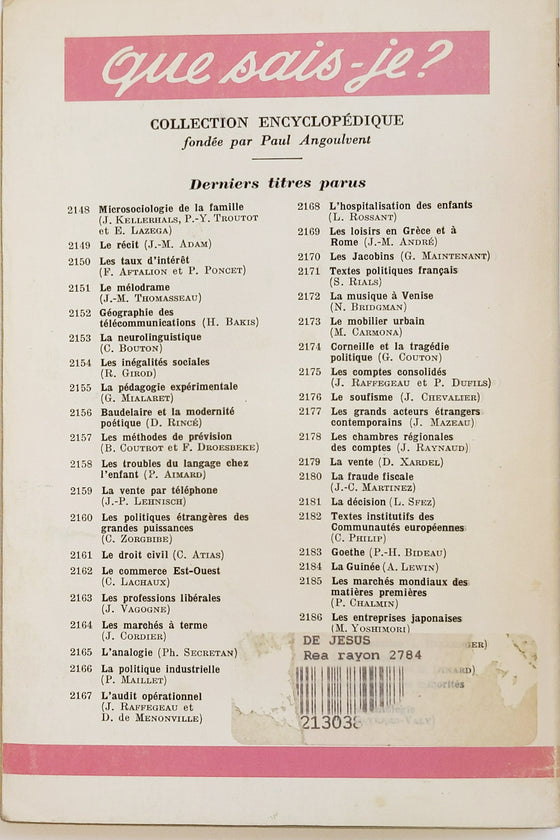 que sais-je?
COLLECTION ENCYCLOPÉDIQUE
fondée par Paul Angoulvent
Derniers titres parus
2148 Microsociologie de la famille
(J. KELLERHALS, P.-Y. TROUTOT
et E. LAZEGA)
2149 Le récit (J.-M. ADAM)
2150 Les taux d'intérêt
(F. AFTALION et P. PONCET)
2151 Le mélodrame
(J.-M. THOMASSEAU)
2152 Géographie des
télécommunications (H. BAKIS)
2153 La neurolinguistique
(C. BOUTON)
2154 Les inégalités sociales
(R. GIROD)
2155 La pédagogie expérimentale
(G. MIALARET)
2156 Baudelaire et la modernité
poétique (D. RINCÉ)
2157 Les méthodes de prévision
(B. COUTROT et F. DROESBEKE)
2158 Les troubles du langage chez
l'enfant (P. AIMARD)
2159 La vente par téléphone
(J.-P. LEHNISCH)
2160 Les politiques étrangères des
grandes puissances
(C. ZORGBIBE)
2161 Le droit civil (C. ATIAS)
2162 Le commerce Est-Ouest
(C. LACHAUX)
2163 Les professions libérales
(J. VAGOGNE)
2164 Les marchés à terme
(J. CORDIER)
2165 L'analogie (Ph. SECRETAN)
2166 La politique industrielle
(P. MAILLET)
2167 L'audit opérationnel
(J. RAFFEGEAU et
D. de MENONVILLE)
2168 L'hospitalisation des enfants
(L. ROSSANT)
2169 Les loisirs en Grèce et à
Rome (J.-M. ANDRÉ)
2170 Les Jacobins (G. MAINTENANT)
2171 Textes politiques français
(S. RIALS)
2172 La musique à Venise
(N. BRIDGMAN)
2173 Le mobilier urbain
(M. CARMONA)
2174 Corneille et la tragédie
politique (G. COUTON)
2175 Les comptes consolidés
(J. RAFFEGEAU et P. DUFILS)
2176 Le soufisme (J. CHEVALIER)
2177 Les grands acteurs étrangers
contemporains (J. MAZEAU)
2178 Les chambres régionales
des comptes (J. RAYNAUD)
2179 La vente (D. XARDEL)
2180 La fraude fiscale
(J.-C. MARTINEZ)
2181 La décision (L. SFEZ)
2182 Textes institutifs des
Communautés européennes
(C. PHILIP)
2183 Goethe (P.-H. BIDEAU)
2184 La Guinée (A. LEWIN)
2185 Les marchés mondiaux des
matières premières
(P. CHALMIN)
2186 Les entreprises japonaises
(M. YOSHIMORI)
DE JESUS
Rea rayon 2784